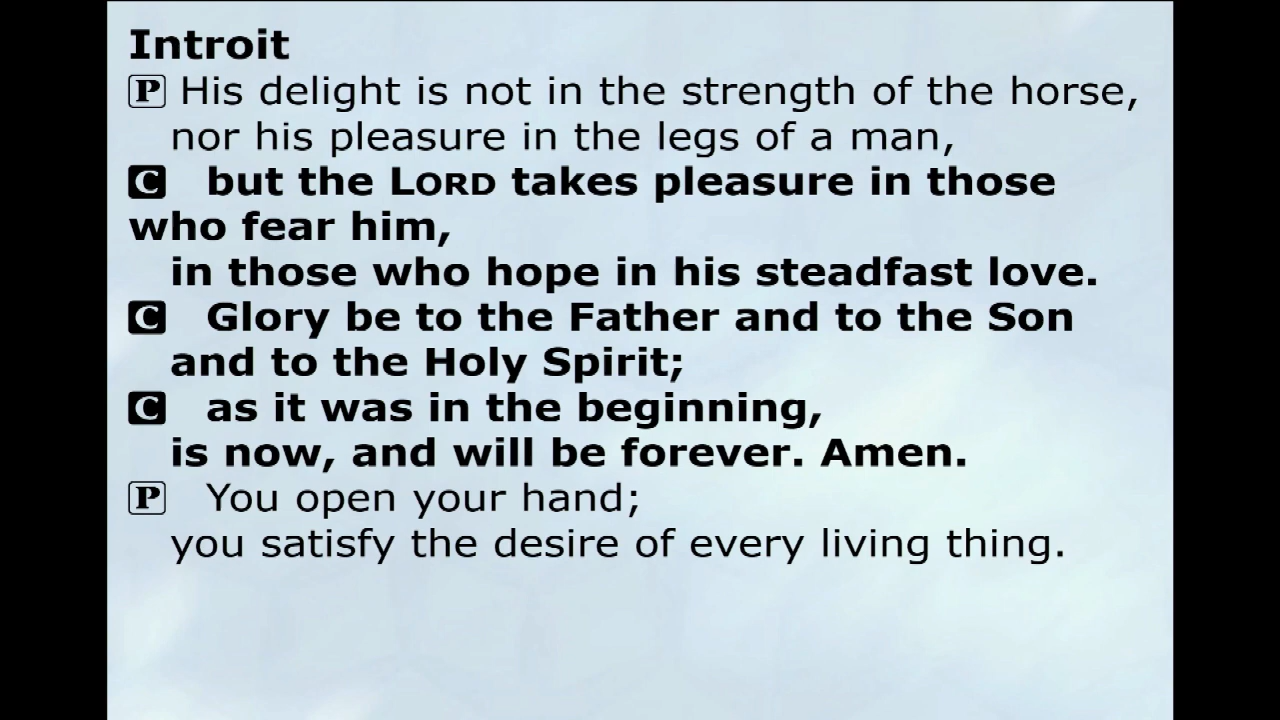 Introit
P His delight is not in the strength of the horse,
nor his pleasure in the legs of a man,
C but the LORD takes pleasure in those
who fear him,
in those who hope in his steadfast love.
C Glory be to the Father and to the Son
and to the Holy Spirit;
C as it was in the beginning,
is now, and will be forever. Amen.
P You open your hand;
you satisfy the desire of every living thing.